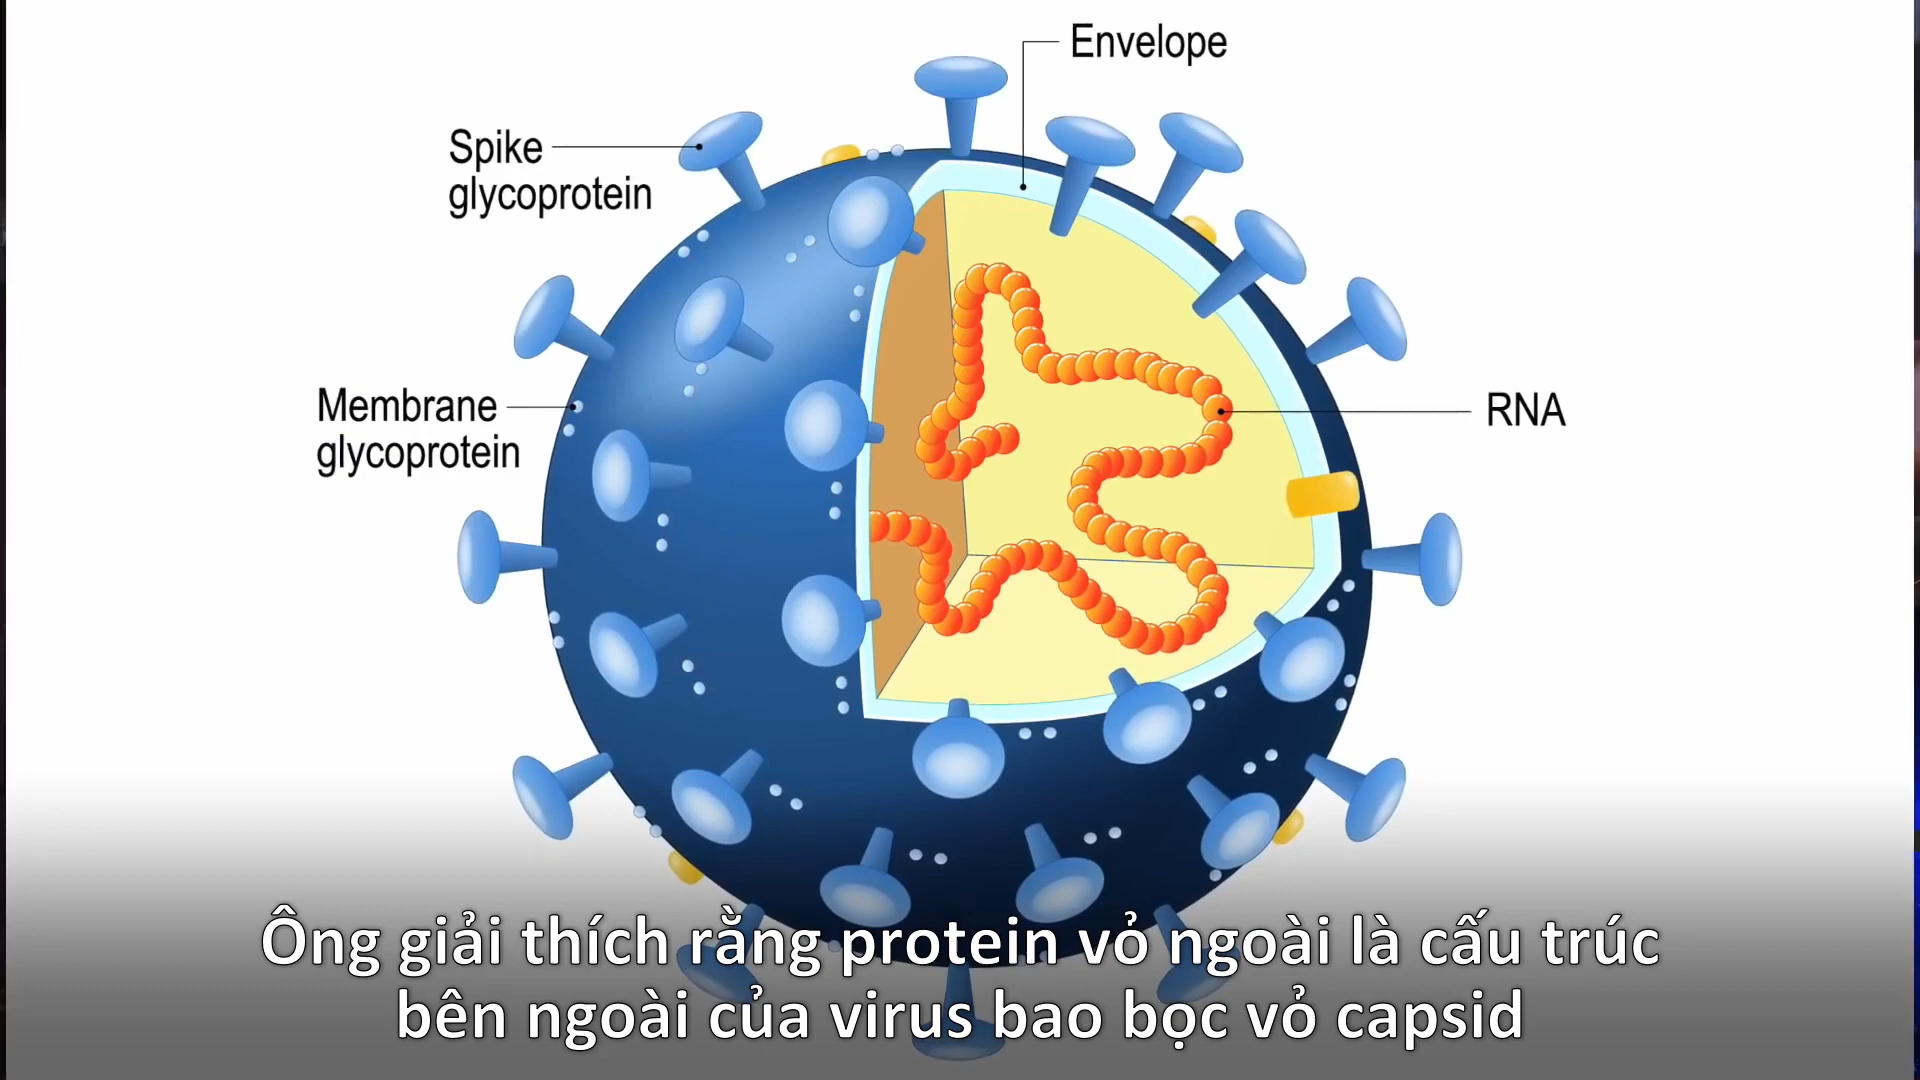 Envelope
Spike
glycoprotein
Membrane
glycoprotein
RNA
Ông giải thích rằng protein vỏ ngoài là cấu trúc
bên ngoài của virus bao bọc vỏ capsid